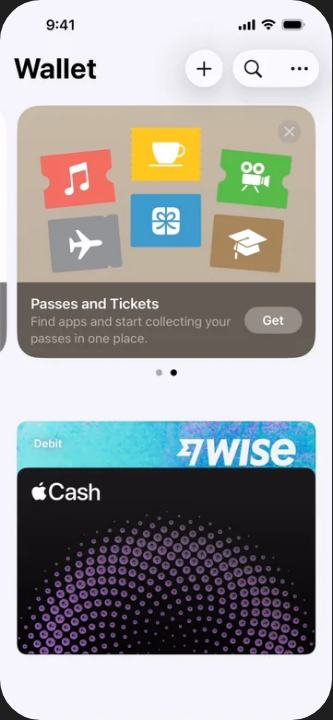 9:41
Wallet
Passes and Tickets
Find apps and start collecting your
passes in one place.
Get
Debit
7wise
Cash